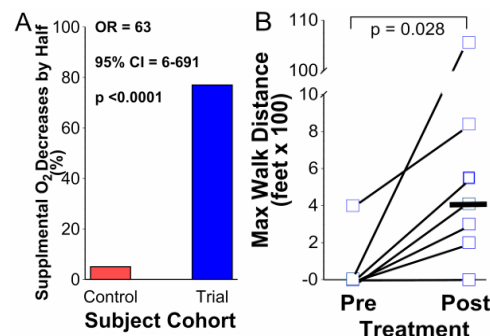 A
OR = 63
95% CI = 6-691
p <0.0001
Supplmental O2 Decreases by Half
(%)
100
80
60
40
20
0
Control
Trial
Subject Cohort
B
p = 0.028
Max Walk Distance
(feet x 100)
110
100
10
8
6
4
2
-0
Pre
Post
Treatment